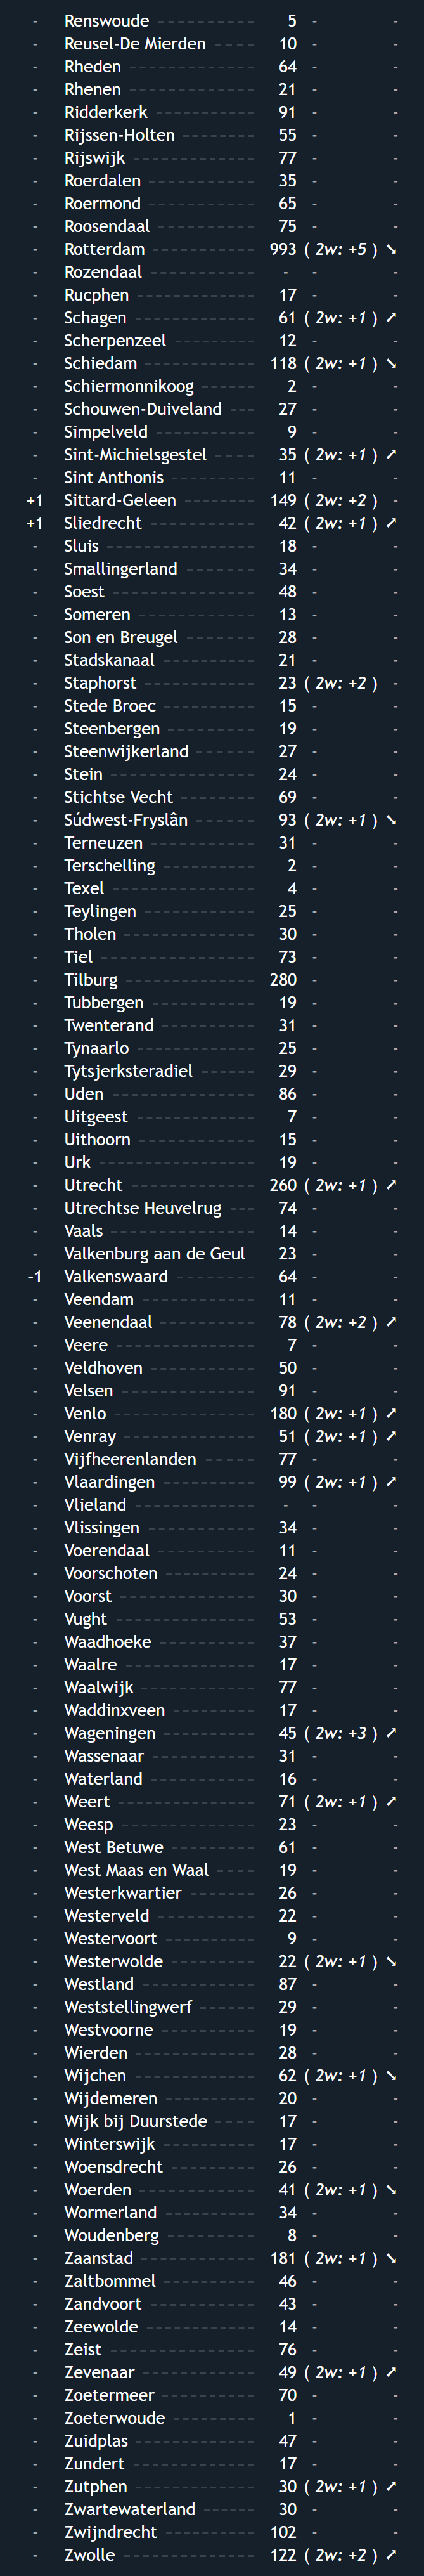 - Renswoude ---------- 5 - -
- Reusel-De Mierden ---- 10 - -
- Rheden ------------- 64 - -
- Rhenen ------------- 21 - -
- Ridderkerk ---------- 91 - -
- Rijssen-Holten -------- 55 - -
- Rijswijk ------------ 77 - -
- Roerdalen ----------- 35 - -
- Roermond ---------- 65 - -
- Roosendaal ---------- 75 - -
- Rotterdam ---------- 993 ( 2w: +5 ) ➘
- Rozendaal ----------- - - -
- Rucphen ------------ 17 - -
- Schagen ------------ 61 ( 2w: +1 ) ➚
- Scherpenzeel --------- 12 - -
- Schiedam ----------- 118 ( 2w: +1 ) ➘
- Schiermonnikoog ----- 2 - -
- Schouwen-Duiveland --- 27 - -
- Simpelveld ---------- 9 - -
- Sint-Michielsgestel ---- 35 ( 2w: +1 ) ➚
- Sint Anthonis --------- 11 - -
+1 Sittard-Geleen -------- 149 ( 2w: +2 ) -
+1 Sliedrecht ----------- 42 ( 2w: +1 ) ➚
- Sluis --------------- 18 - -
- Smallingerland ------- 34 - -
- Soest --------------- 48 - -
- Someren ------------ 13 - -
- Son en Breugel ------- 28 - -
- Stadskanaal ---------- 21 - -
- Staphorst ----------- 23 ( 2w: +2 ) -
- Stede Broec ---------- 15 - -
- Steenbergen --------- 19 - -
- Steenwijkerland ------ 27 - -
- Stein -------------- 24 - -
- Stichtse Vecht -------- 69 - -
- Súdwest-Fryslân ------ 93 ( 2w: +1 ) ➘
- Terneuzen ---------- 31 - -
- Terschelling --------- 2 - -
- Texel -------------- 4 - -
- Teylingen ----------- 25 - -
- Tholen ------------- 30 - -
- Tiel --------------- 73 - -
- Tilburg ------------- 280 - -
- Tubbergen ----------- 19 - -
- Twenterand ---------- 31 - -
- Tynaarlo ------------ 25 - -
- Tytsjerksteradiel ------ 29 - -
- Uden --------------- 86 - -
- Uitgeest ------------ 7 - -
- Uithoorn ------------ 15 - -
- Urk ---------------- 19 - -
- Utrecht ------------- 260 ( 2w: +1 ) ➚
- Utrechtse Heuvelrug --- 74 - -
- Vaals -------------- 14 - -
- Valkenburg aan de Geul 23 - -
-1 Valkenswaard -------- 64 - -
- Veendam ------------ 11 - -
- Veenendaal ---------- 78 ( 2w: +2 ) ➚
- Veere -------------- 7 - -
- Veldhoven ----------- 50 - -
- Velsen ------------- 91 - -
- Venlo -------------- 180 ( 2w: +1 ) ➚
- Venray ------------- 51 ( 2w: +1 ) ➚
- Vijfheerenlanden ----- 77 - -
- Vlaardingen ---------- 99 ( 2w: +1 ) ➚
- Vlieland ------------ - - -
- Vlissingen ----------- 34 - -
- Voerendaal ---------- 11 - -
- Voorschoten --------- 24 - -
- Voorst ------------- 30 - -
- Vught -------------- 53 - -
- Waadhoeke ---------- 37 - -
- Waalre ------------- 17 - -
- Waalwijk ------------ 77 - -
- Waddinxveen --------- 17 - -
- Wageningen ---------- 45 ( 2w: +3 ) ➚
- Wassenaar ----------- 31 - -
- Waterland ----------- 16 - -
- Weert -------------- 71 ( 2w: +1 ) ➚
- Weesp -------------- 23 - -
- West Betuwe --------- 61 - -
- West Maas en Waal ---- 19 - -
- Westerkwartier ------- 26 - -
- Westerveld ---------- 22 - -
- Westervoort --------- 9 - -
- Westerwolde --------- 22 ( 2w: +1 ) ➘
- Westland ------------ 87 - -
- Weststellingwerf ------ 29 - -
- Westvoorne ---------- 19 - -
- Wierden ------------ 28 - -
- Wijchen ------------ 62 ( 2w: +1 ) ➘
- Wijdemeren ---------- 20 - -
- Wijk bij Duurstede ---- 17 - -
- Winterswijk ---------- 17 - -
- Woensdrecht --------- 26 - -
- Woerden ------------ 41 ( 2w: +1 ) ➘
- Wormerland ---------- 34 - -
- Woudenberg --------- 8 - -
- Zaanstad ------------ 181 ( 2w: +1 ) ➘
- Zaltbommel ---------- 46 - -
- Zandvoort ----------- 43 - -
- Zeewolde ------------ 14 - -
- Zeist --------------- 76 - -
- Zevenaar ------------ 49 ( 2w: +1 ) ➚
- Zoetermeer ---------- 70 - -
- Zoeterwoude --------- 1 - -
- Zuidplas ------------ 47 - -
- Zundert ------------- 17 - -
- Zutphen ------------- 30 ( 2w: +1 ) ➚
- Zwartewaterland ------ 30 - -
- Zwijndrecht ---------- 102 - -
- Zwolle -------------- 122 ( 2w: +2 ) ➚